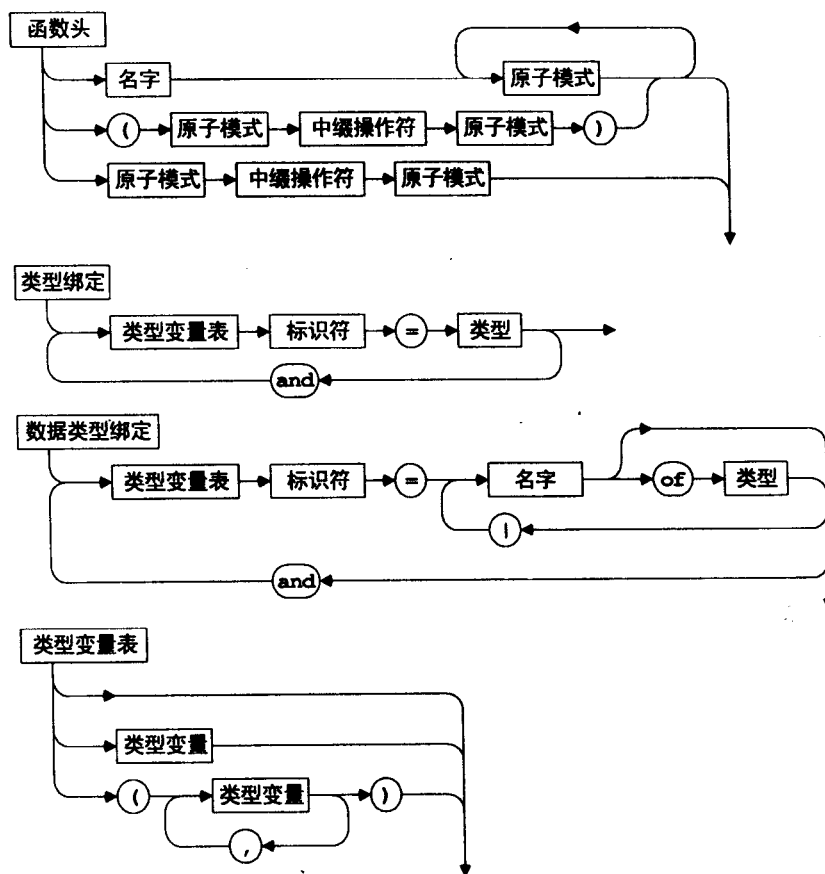 函数头
名字 原子模式
( 原子模式 中缀操作符 原子模式 )
原子模式 中缀操作符 原子模式
类型绑定
类型变量表 标识符 = 类型
and
数据类型绑定
类型变量表 标识符 = 名字 of 类型
|
and
类型变量表
类型变量
( 类型变量 )
,